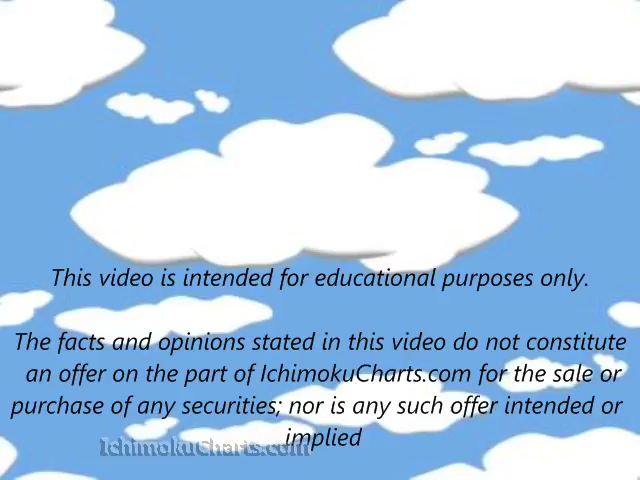 This video is intended for educational purposes only.
The facts and opinions stated in this video do not constitute
an offer on the part of IchimokuCharts.com for the sale or
purchase of any securities; nor is any such offer intended or
implied
IchimokuCharts.com